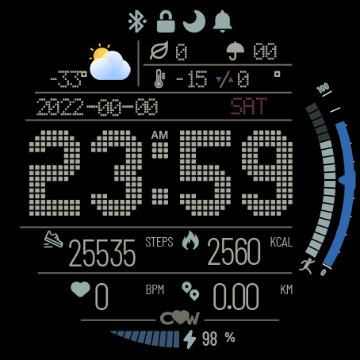 0 00
-33° -15 / 0 °
2022-00-00 SAT
AM
23:59
25535 STEPS 2560 KCAL
0 BPM 0.00 KM
C❤W
98 %
100
0